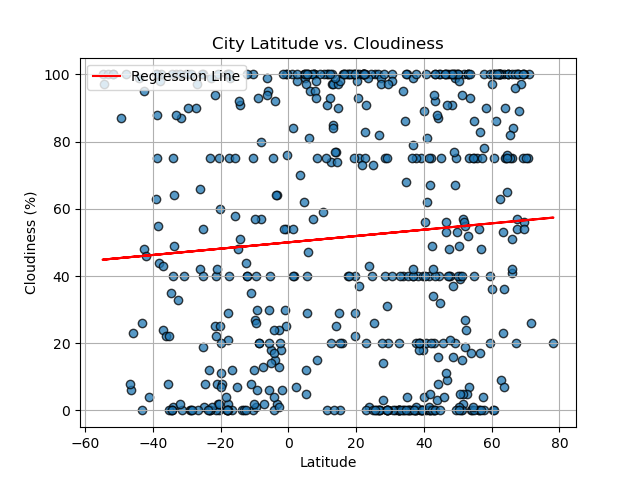 City Latitude vs. Cloudiness
Regression Line
Cloudiness (%)
100
80
60
40
20
0
−60 −40 −20 0 20 40 60 80
Latitude